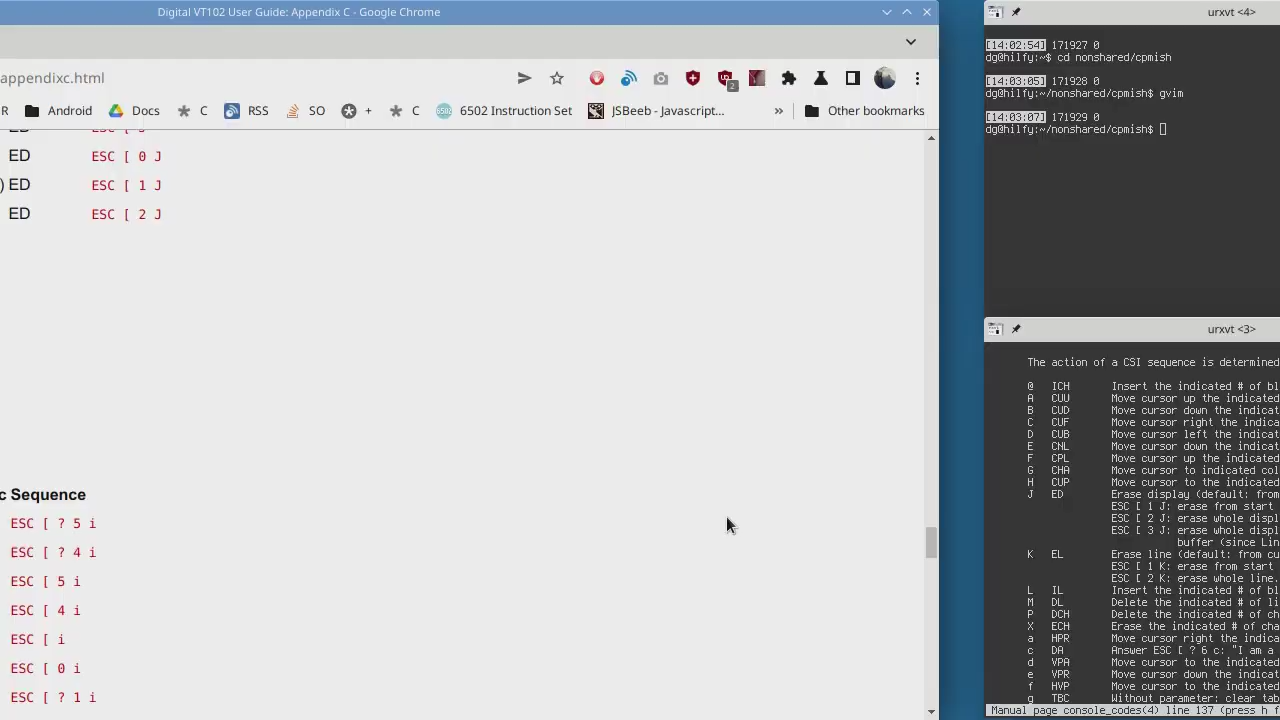 Digital VT102 User Guide: Appendix C - Google Chrome
appendixc.html
2
R Android Docs C RSS SO + C 6502 Instruction Set JSBeeb - Javascript... » Other bookmarks
ED ESC [ J
ED ESC [ 0 J
) ED ESC [ 1 J
ED ESC [ 2 J
c Sequence
ESC [ ? 5 i
ESC [ ? 4 i
ESC [ 5 i
ESC [ 4 i
ESC [ i
ESC [ 0 i
ESC [ ? 1 i
urxvt <4>
[14:02:54] 171927 0
dg@hilfy:~$ cd nonshared/cpmish
[14:03:05] 171928 0
dg@hilfy:~/nonshared/cpmish$ gvim
[14:03:07] 171929 0
dg@hilfy:~/nonshared/cpmish$
urxvt <3>
The action of a CSI sequence is determined
@ ICH Insert the indicated # of bl
A CUU Move cursor up the indicated
B CUD Move cursor down the indicat
C CUF Move cursor right the indica
D CUB Move cursor left the indicat
E CNL Move cursor down the indicat
F CPL Move cursor up the indicated
G CHA Move cursor to indicated col
H CUP Move cursor to the indicated
J ED Erase display (default: from
ESC [ 1 J: erase from start
ESC [ 2 J: erase whole displ
ESC [ 3 J: erase whole displ
buffer (since Lin
K EL Erase line (default: from cu
ESC [ 1 K: erase from start
ESC [ 2 K: erase whole line.
L IL Insert the indicated # of bl
M DL Delete the indicated # of li
P DCH Delete the indicated # of ch
X ECH Erase the indicated # of cha
a HPR Move cursor right the indica
c DA Answer ESC [ ? 6 c: "I am a
d VPA Move cursor to the indicated
e VPR Move cursor down the indicat
f HVP Move cursor to the indicated
g TBC Without parameter: clear tab
Manual page console_codes(4) line 137 (press h f